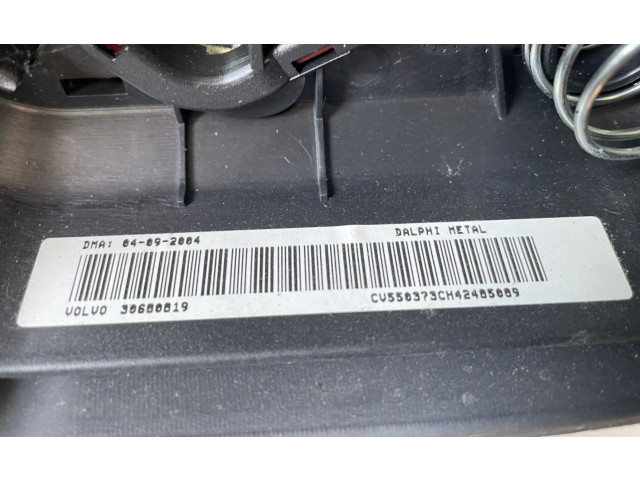 DMA: 04-09-2004 DALPHI METAL
VOLVO 30680819 CV550373CH42485089